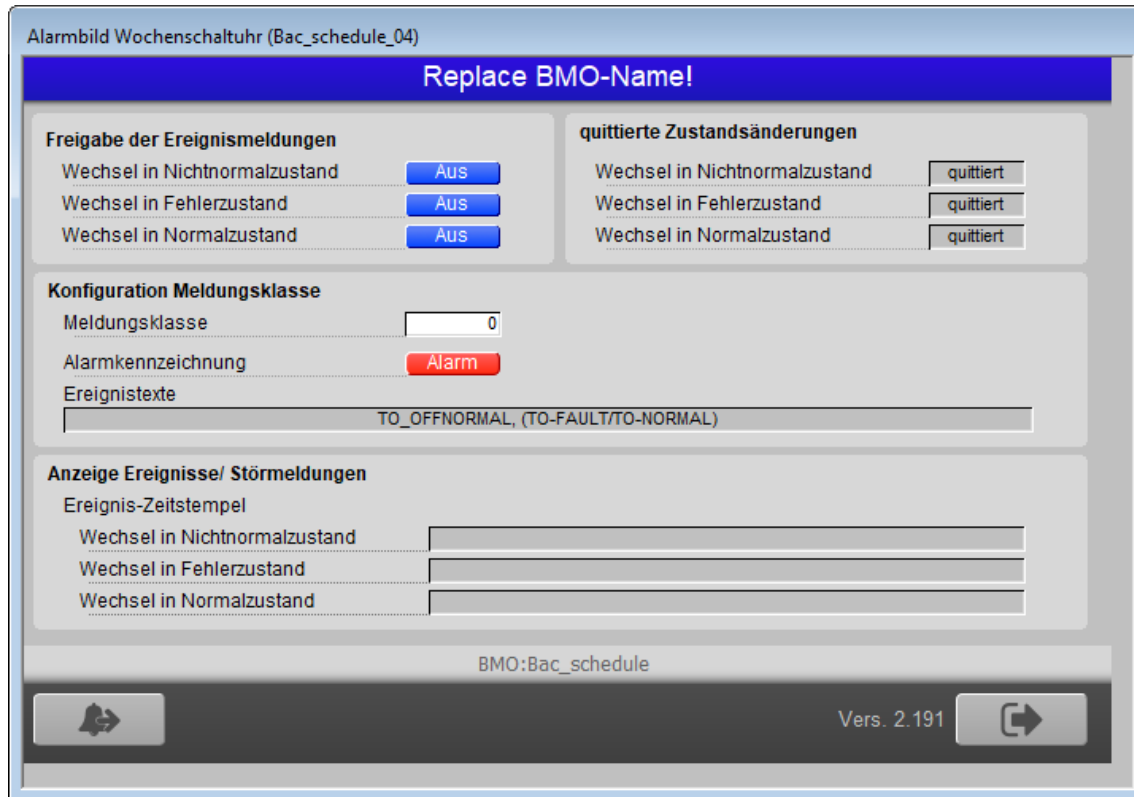 Alarmbild Wochenschaltuhr (Bac_schedule_04)
Replace BMO-Name!
Freigabe der Ereignismeldungen
Wechsel in Nichtnormalzustand Aus
Wechsel in Fehlerzustand Aus
Wechsel in Normalzustand Aus
quittierte Zustandsänderungen
Wechsel in Nichtnormalzustand quittiert
Wechsel in Fehlerzustand quittiert
Wechsel in Normalzustand quittiert
Konfiguration Meldungsklasse
Meldungsklasse 0
Alarmkennzeichnung Alarm
Ereignistexte
TO_OFFNORMAL, (TO-FAULT/TO-NORMAL)
Anzeige Ereignisse/ Störmeldungen
Ereignis-Zeitstempel
Wechsel in Nichtnormalzustand
Wechsel in Fehlerzustand
Wechsel in Normalzustand
BMO:Bac_schedule
Vers. 2.191